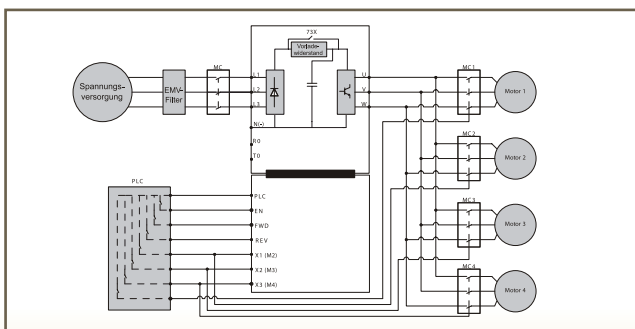 73X
Vorlade-
widerstand
Spannungs-
versorgung
EMV-
Filter
MC
L1
L2
L3
N(-)
R0
T0
U
V
W
MC1
Motor 1
MC2
Motor 2
MC3
Motor 3
MC4
Motor 4
PLC
PLC
EN
FWD
REV
X1 (M2)
X2 (M3)
X3 (M4)